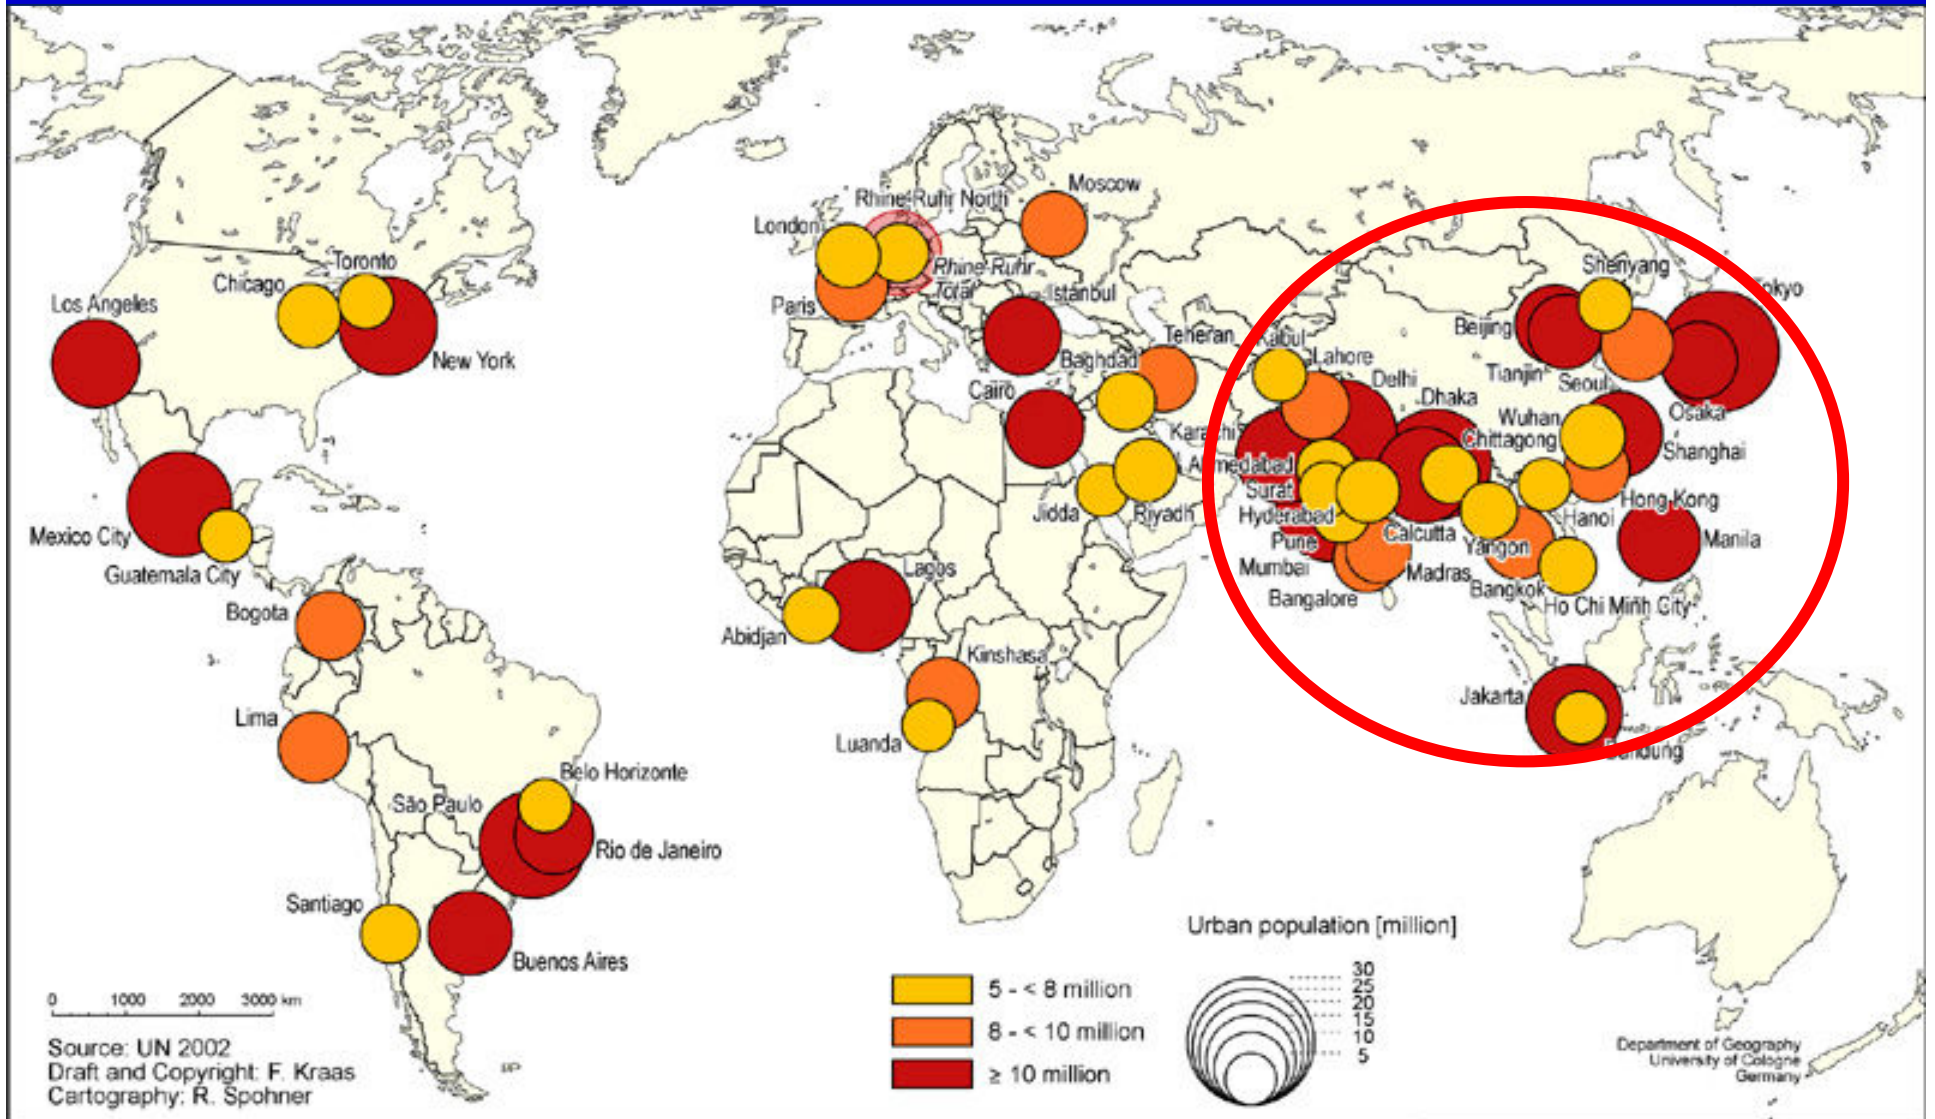 Moscow
Rhine-Ruhr North
London
Rhine-Ruhr
Total
Paris
Istanbul
Toronto
Chicago
Los Angeles
New York
Mexico City
Guatemala City
Bogota
Lima
Belo Horizonte
São Paulo
Rio de Janeiro
Santiago
Buenos Aires
Teheran
Baghdad
Cairo
Jidda
Riyadh
Lagos
Abidjan
Kinshasa
Luanda
Shenyang
Tokyo
Beijing
Tianjin
Seoul
Osaka
Kabul
Lahore
Delhi
Dhaka
Wuhan
Chittagong
Shanghai
Karachi
Ahmedabad
Surat
Hyderabad
Pune
Mumbai
Bangalore
Calcutta
Madras
Yangon
Bangkok
Hanoi
Hong Kong
Manila
Ho Chi Minh City
Jakarta
Bandung
Urban population [million]
30
25
20
15
10
5
5 - < 8 million
8 - < 10 million
≥ 10 million
0 1000 2000 3000 km
Source: UN 2002
Draft and Copyright: F. Kraas
Cartography: R. Spohner
Department of Geography
University of Cologne
Germany